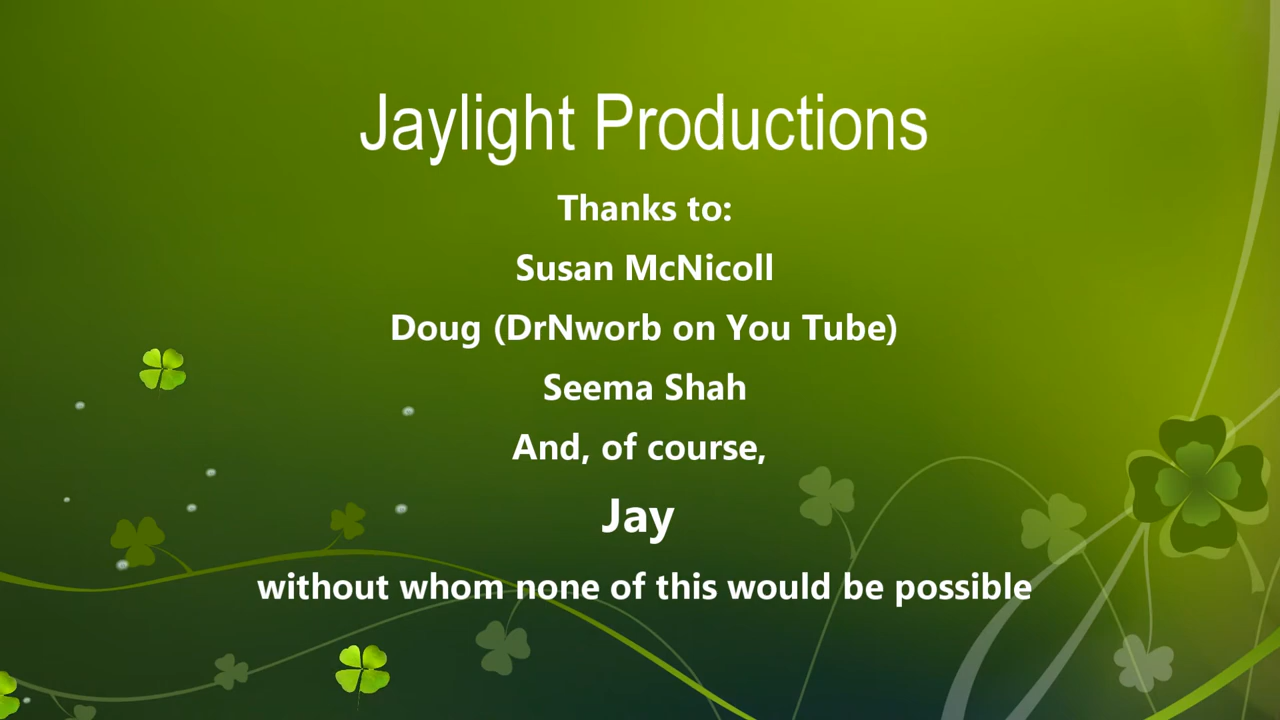 Jaylight Productions
Thanks to:
Susan McNicoll
Doug (DrNworb on You Tube)
Seema Shah
And, of course,
Jay
without whom none of this would be possible